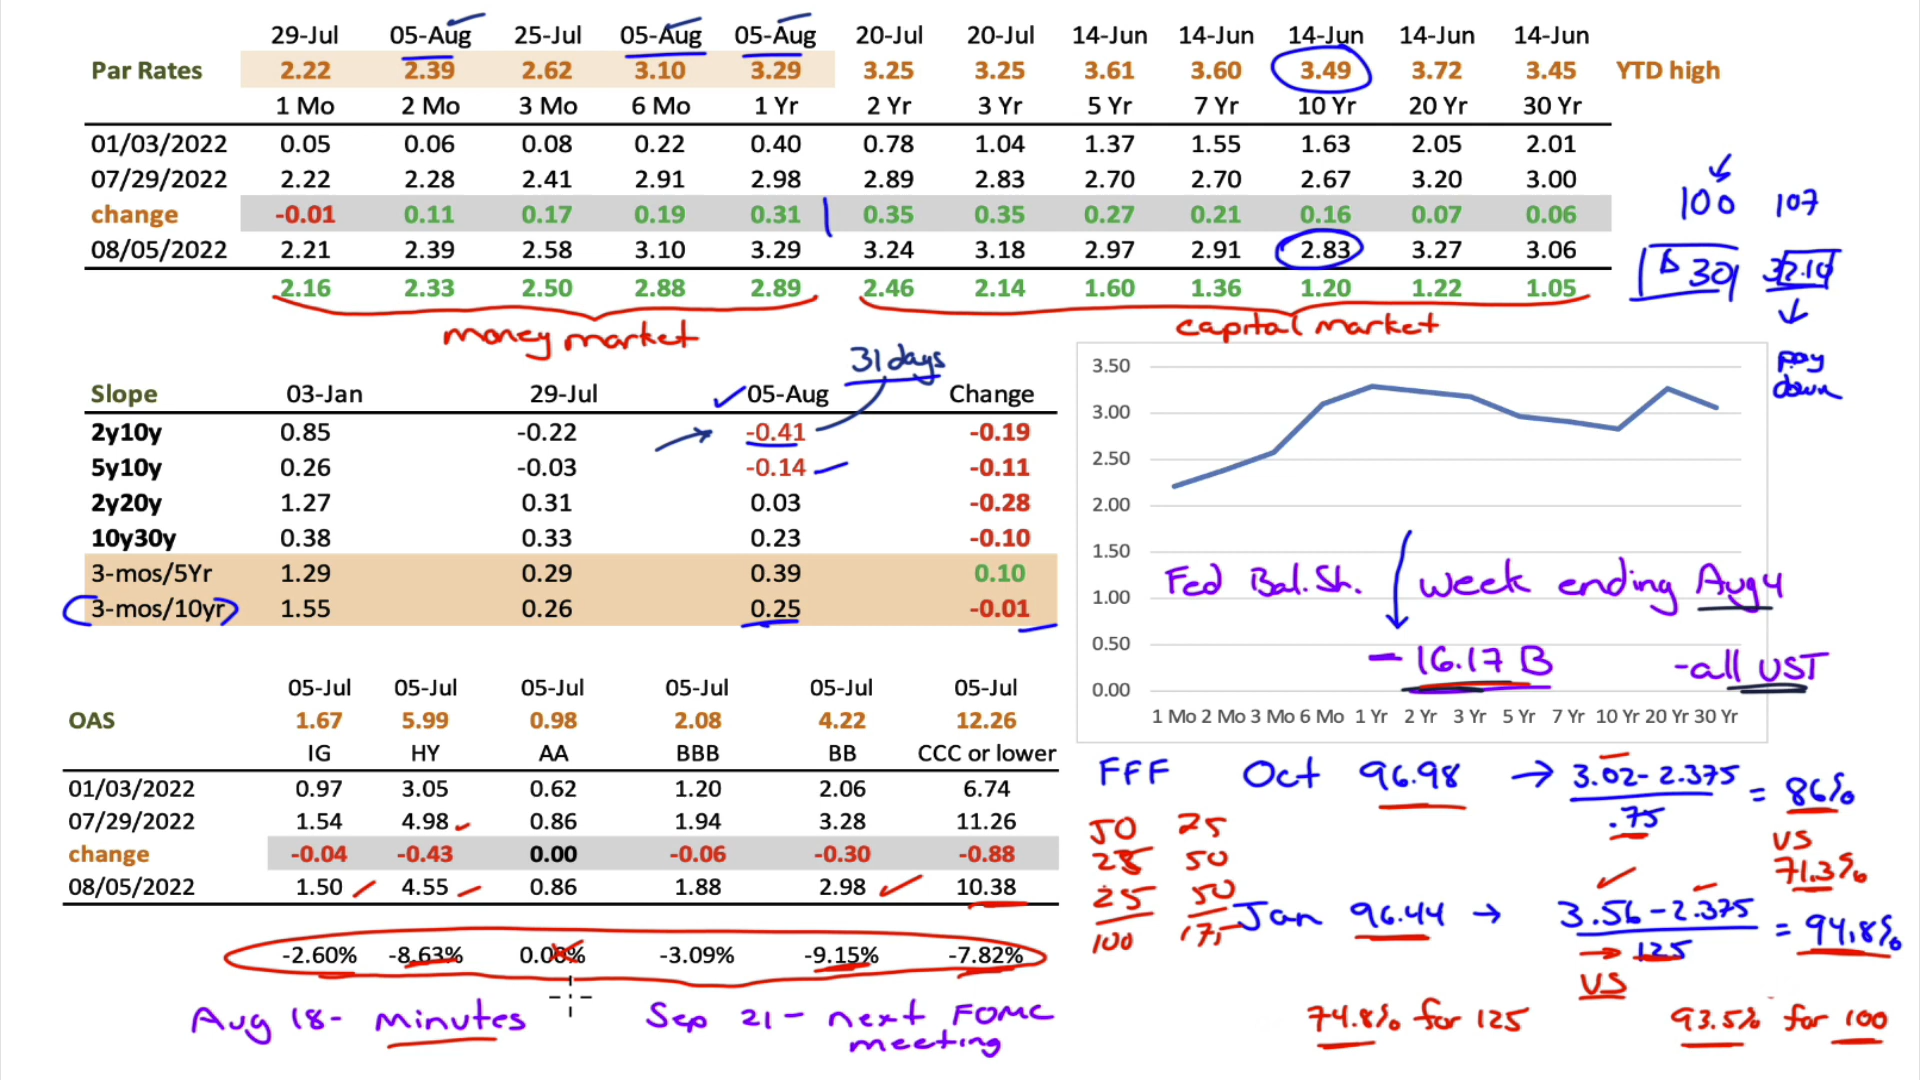 29-Jul 05-Aug 25-Jul 05-Aug 05-Aug 20-Jul 20-Jul 14-Jun 14-Jun 14-Jun 14-Jun 14-Jun
Par Rates 2.22 2.39 2.62 3.10 3.29 3.25 3.25 3.61 3.60 3.49 3.72 3.45 YTD high
1 Mo 2 Mo 3 Mo 6 Mo 1 Yr 2 Yr 3 Yr 5 Yr 7 Yr 10 Yr 20 Yr 30 Yr
01/03/2022 0.05 0.06 0.08 0.22 0.40 0.78 1.04 1.37 1.55 1.63 2.05 2.01
07/29/2022 2.22 2.28 2.41 2.91 2.98 2.89 2.83 2.70 2.70 2.67 3.20 3.00
change -0.01 0.11 0.17 0.19 0.31 0.35 0.35 0.27 0.21 0.16 0.07 0.06
08/05/2022 2.21 2.39 2.58 3.10 3.29 3.24 3.18 2.97 2.91 2.83 3.27 3.06
2.16 2.33 2.50 2.88 2.89 2.46 2.14 1.60 1.36 1.20 1.22 1.05
money market capital market
100 107
30 32.10
pay
down
31 days
Slope 03-Jan 29-Jul 05-Aug Change
2y10y 0.85 -0.22 -0.41 -0.19
5y10y 0.26 -0.03 -0.14 -0.11
2y20y 1.27 0.31 0.03 -0.28
10y30y 0.38 0.33 0.23 -0.10
3-mos/5Yr 1.29 0.29 0.39 0.10
3-mos/10yr 1.55 0.26 0.25 -0.01
3.50
3.00
2.50
2.00
1.50
1.00
0.50
0.00
1 Mo 2 Mo 3 Mo 6 Mo 1 Yr 2 Yr 3 Yr 5 Yr 7 Yr 10 Yr 20 Yr 30 Yr
Fed Bal. Sh. week ending Aug 4
- 16.17 B -all UST
05-Jul 05-Jul 05-Jul 05-Jul 05-Jul 05-Jul
OAS 1.67 5.99 0.98 2.08 4.22 12.26
IG HY AA BBB BB CCC or lower
01/03/2022 0.97 3.05 0.62 1.20 2.06 6.74
07/29/2022 1.54 4.98 0.86 1.94 3.28 11.26
change -0.04 -0.43 0.00 -0.06 -0.30 -0.88
08/05/2022 1.50 4.55 0.86 1.88 2.98 10.38
-2.60% -8.63% 0.00% -3.09% -9.15% -7.82%
Aug 18- minutes Sep 21 - next FOMC
meeting
FFF Oct 96.98 → 3.02-2.375 = 86%
.75
vs
71.3%
50 25
25 50
25 50
100
Jan 96.44 → 3.56-2.375 = 94.8%
→ 125
vs
74.8% for 125 93.5% for 100